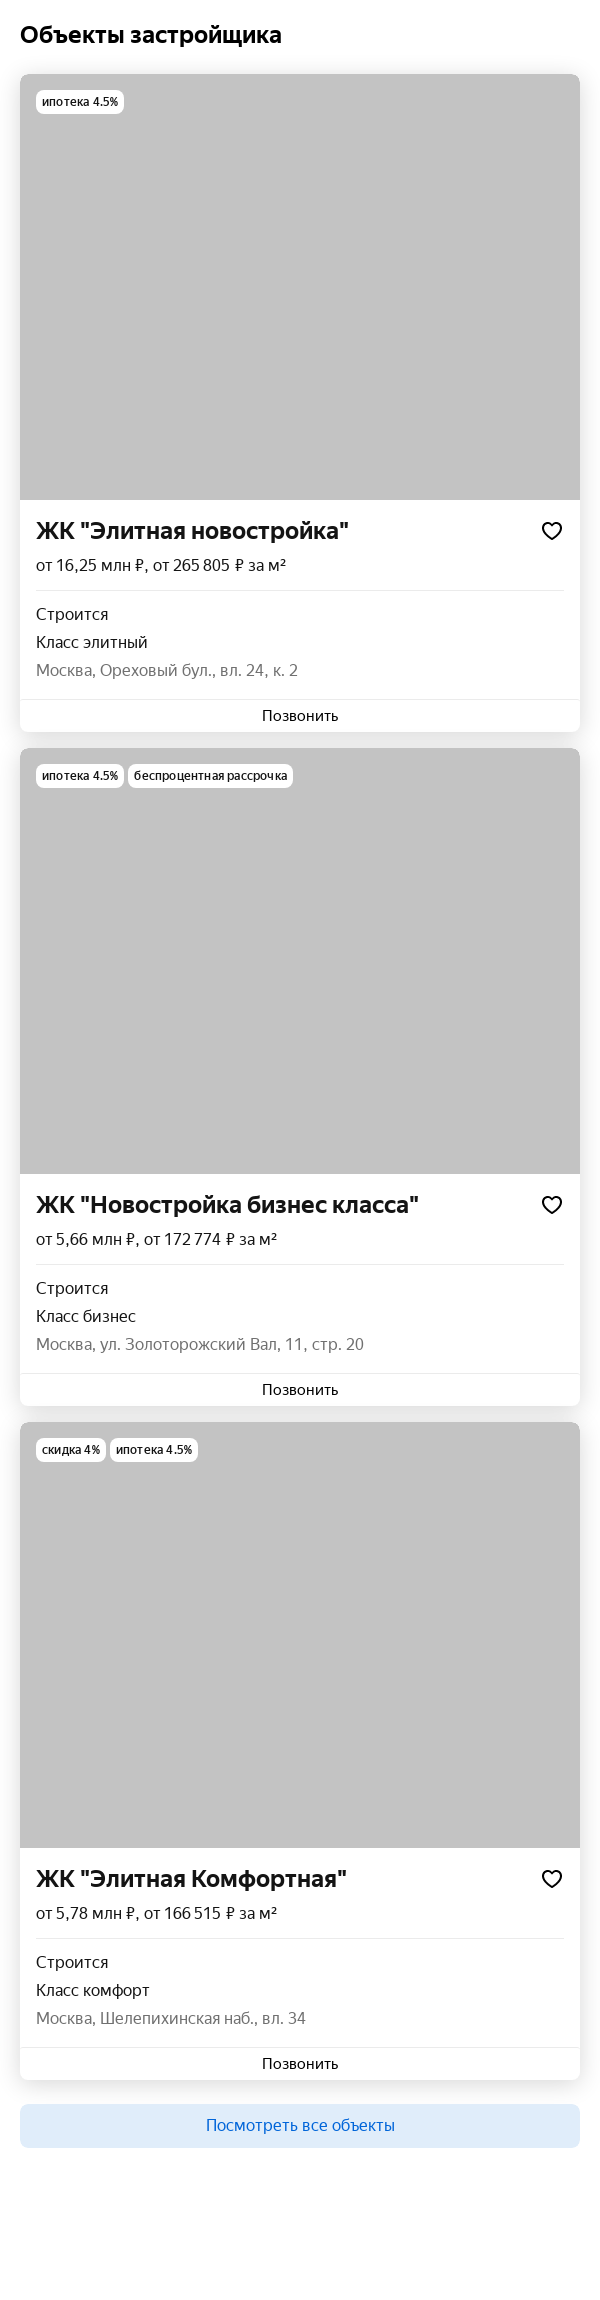 Объекты застройщика
ипотека 4.5%
ЖК "Элитная новостройка"
от 16,25 млн ₽, от 265 805 ₽ за м²
Строится
Класс элитный
Москва, Ореховый бул., вл. 24, к. 2
Позвонить
ипотека 4.5% беспроцентная рассрочка
ЖК "Новостройка бизнес класса"
от 5,66 млн ₽, от 172 774 ₽ за м²
Строится
Класс бизнес
Москва, ул. Золоторожский Вал, 11, стр. 20
Позвонить
скидка 4% ипотека 4.5%
ЖК "Элитная Комфортная"
от 5,78 млн ₽, от 166 515 ₽ за м²
Строится
Класс комфорт
Москва, Шелепихинская наб., вл. 34
Позвонить
Посмотреть все объекты